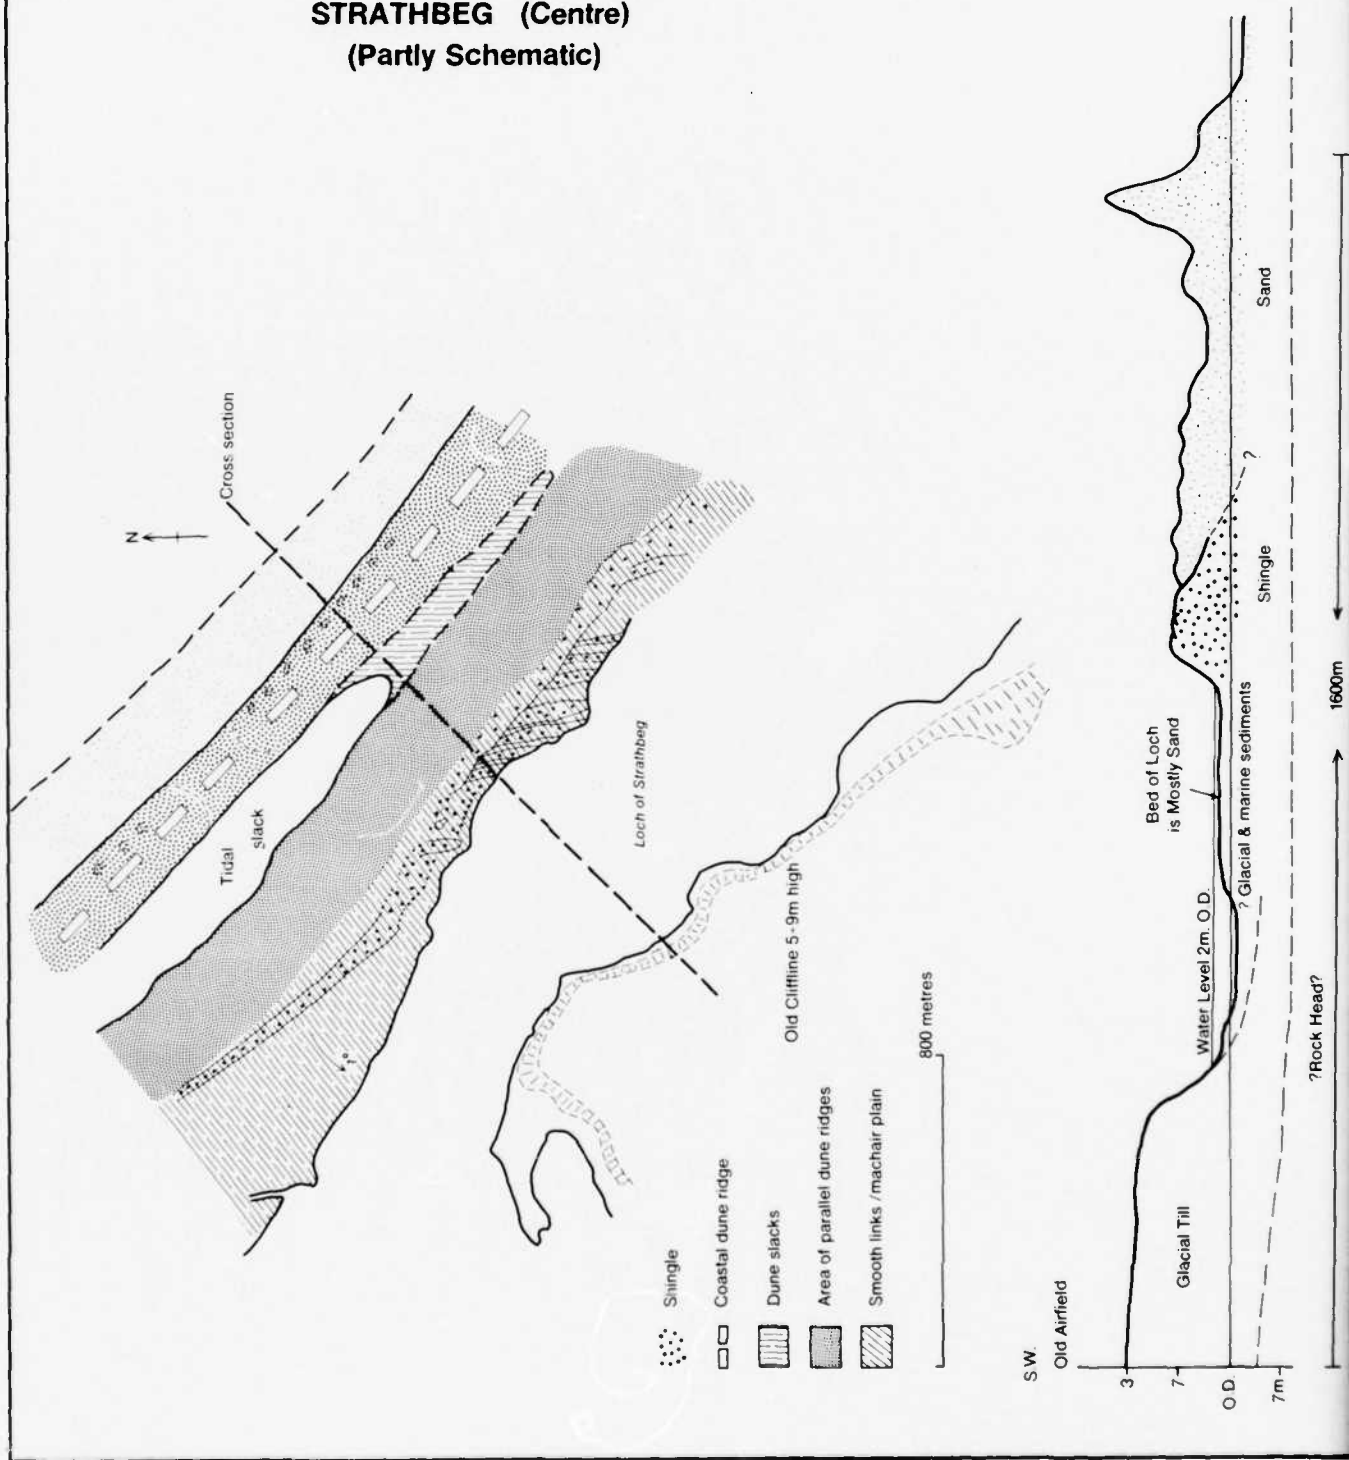 STRATHBEG (Centre)
(Partly Schematic)
Cross section
N
Tidal
slack
Loch of Strathbeg
1°
Old Cliffline 5-9m high
800 metres
Shingle
Coastal dune ridge
Dune slacks
Area of parallel dune ridges
Smooth links /machair plain
S.W.
Old Airfield
3
7
O.D.
7m
Glacial Till
Water Level 2m. O.D.
Bed of Loch
is Mostly Sand
? Glacial & marine sediments
Shingle
?
Sand
?Rock Head?
1600m